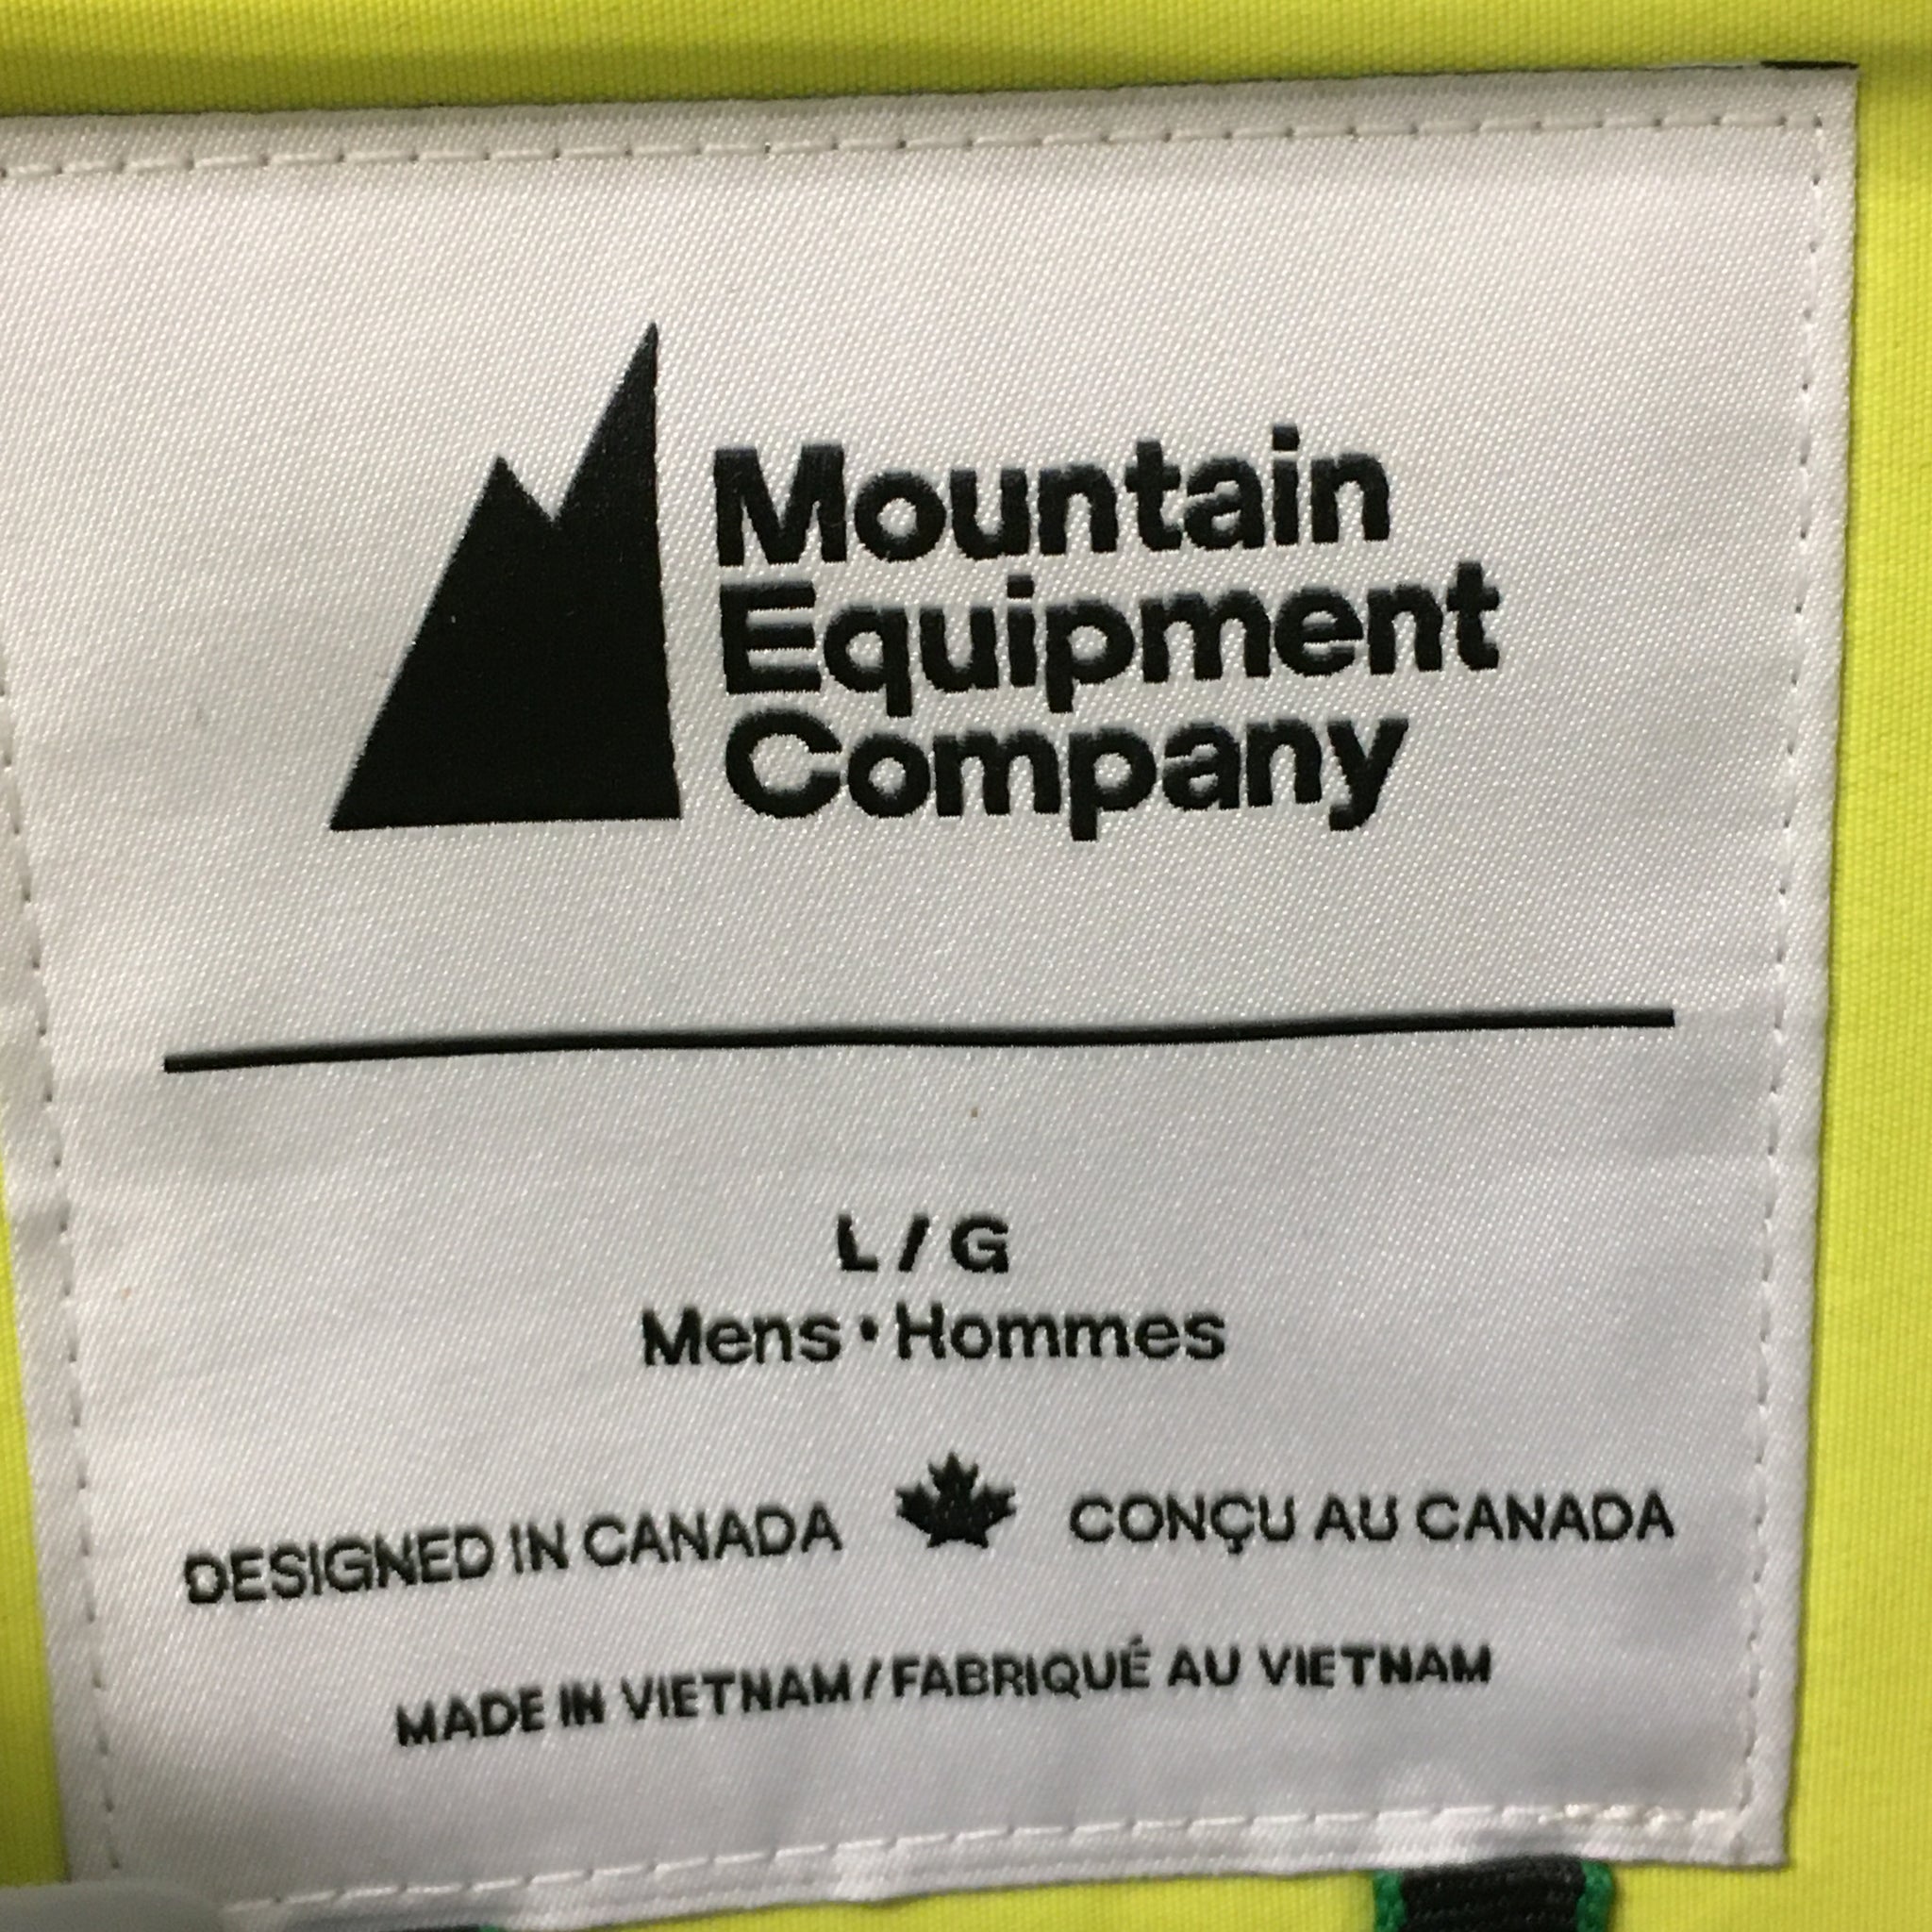 Mountain
Equipment
Company
L / G
Mens • Hommes
DESIGNED IN CANADA CONÇU AU CANADA
MADE IN VIETNAM / FABRIQUÉ AU VIETNAM